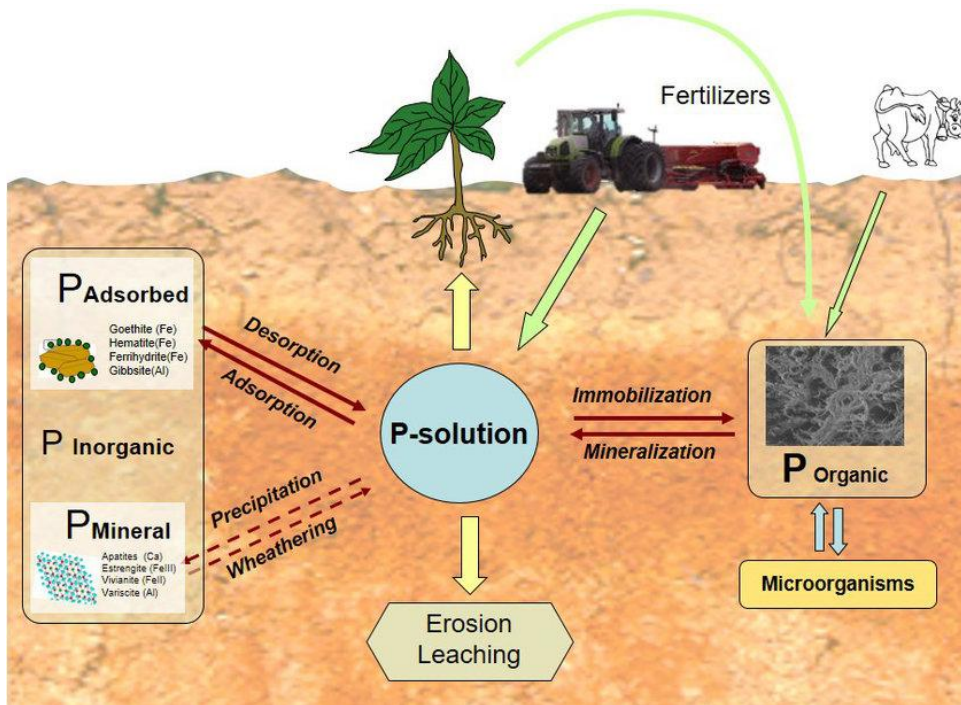 Fertilizers
P Adsorbed
Goethite (Fe)
Hematite(Fe)
Ferrihydrite(Fe)
Gibbsite(Al)
P Inorganic
P Mineral
Apatites (Ca)
Estrengite (FeIII)
Vivianite (FeII)
Variscite (Al)
Desorption
Adsorption
Precipitation
Wheathering
P-solution
Immobilization
Mineralization
P Organic
Microorganisms
Erosion
Leaching